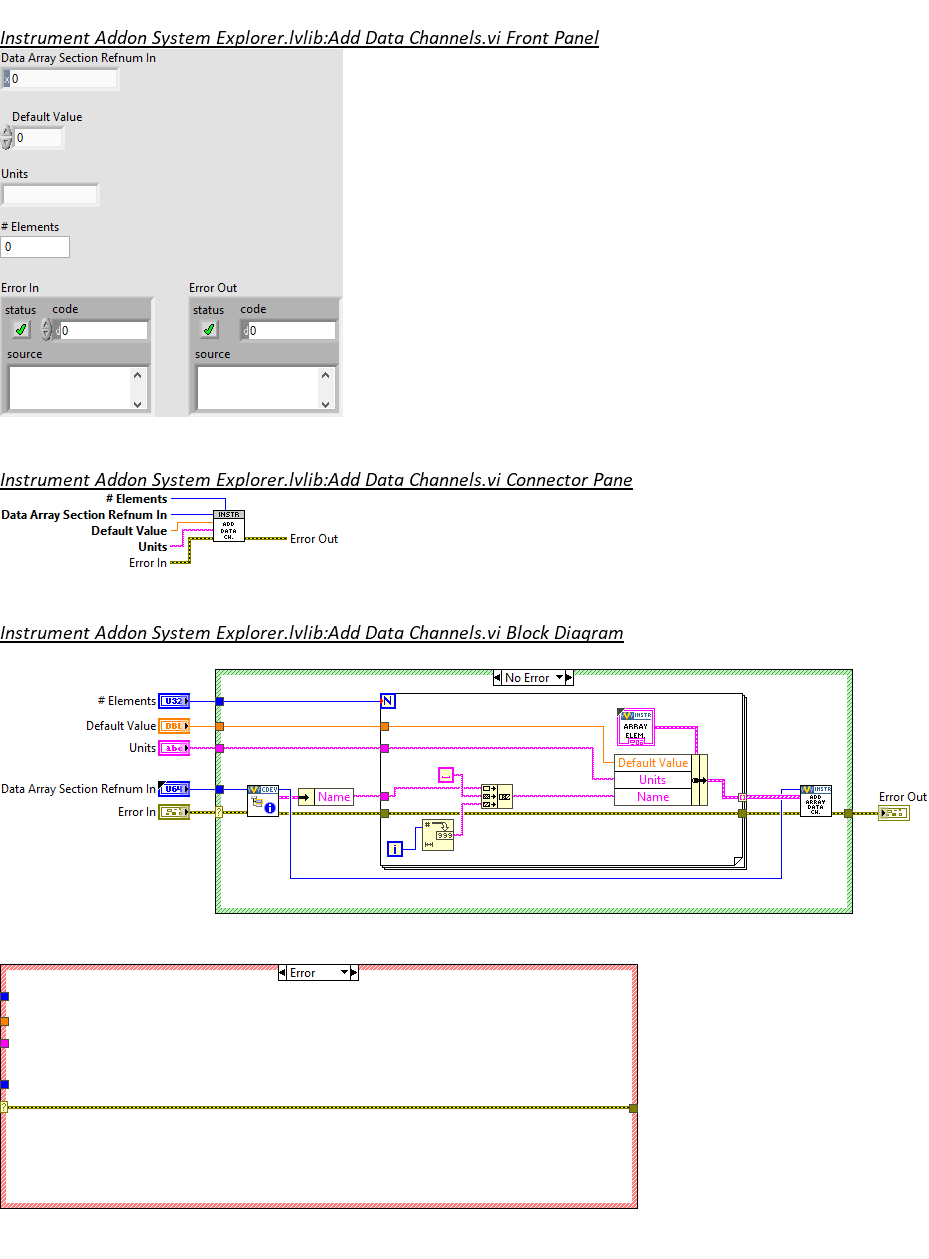 Instrument Addon System Explorer.lvlib:Add Data Channels.vi Front Panel
Data Array Section Refnum In
x 0
Default Value
0
Units
# Elements
0
Error In
Error Out
status code
status code
d 0
d 0
source
source
Instrument Addon System Explorer.lvlib:Add Data Channels.vi Connector Pane
# Elements
Data Array Section Refnum In
Default Value
Units
Error In
INSTR
ADD
DATA
CH.
Error Out
Instrument Addon System Explorer.lvlib:Add Data Channels.vi Block Diagram
No Error
# Elements U32
N
INSTR
ARRAY
ELEM
Default Value DBL
Units abc
Default Value
Units
Name
Data Array Section Refnum In U64
CDEV
i
Name
INSTR
ADD
ARRAY
DATA
CH.
Error In
?
Error Out
#
999
i
Error
?